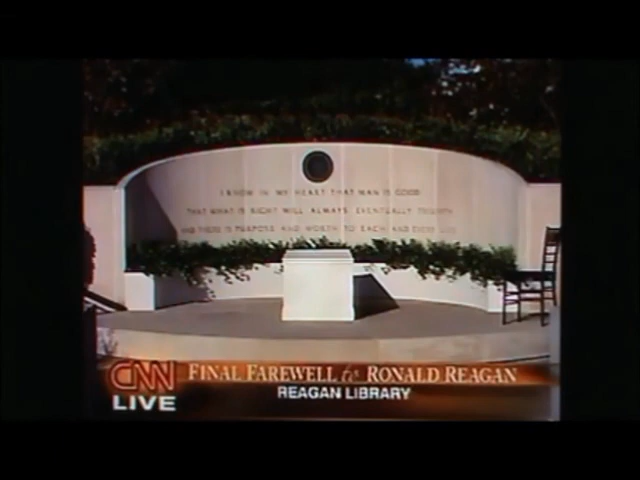 I KNOW IN MY HEART THAT MAN IS GOOD
THAT WHAT IS RIGHT WILL ALWAYS EVENTUALLY TRIUMPH
AND THERE IS PURPOSE AND WORTH TO EACH AND EVERY LIFE
CNN FINAL FAREWELL to RONALD REAGAN
LIVE REAGAN LIBRARY